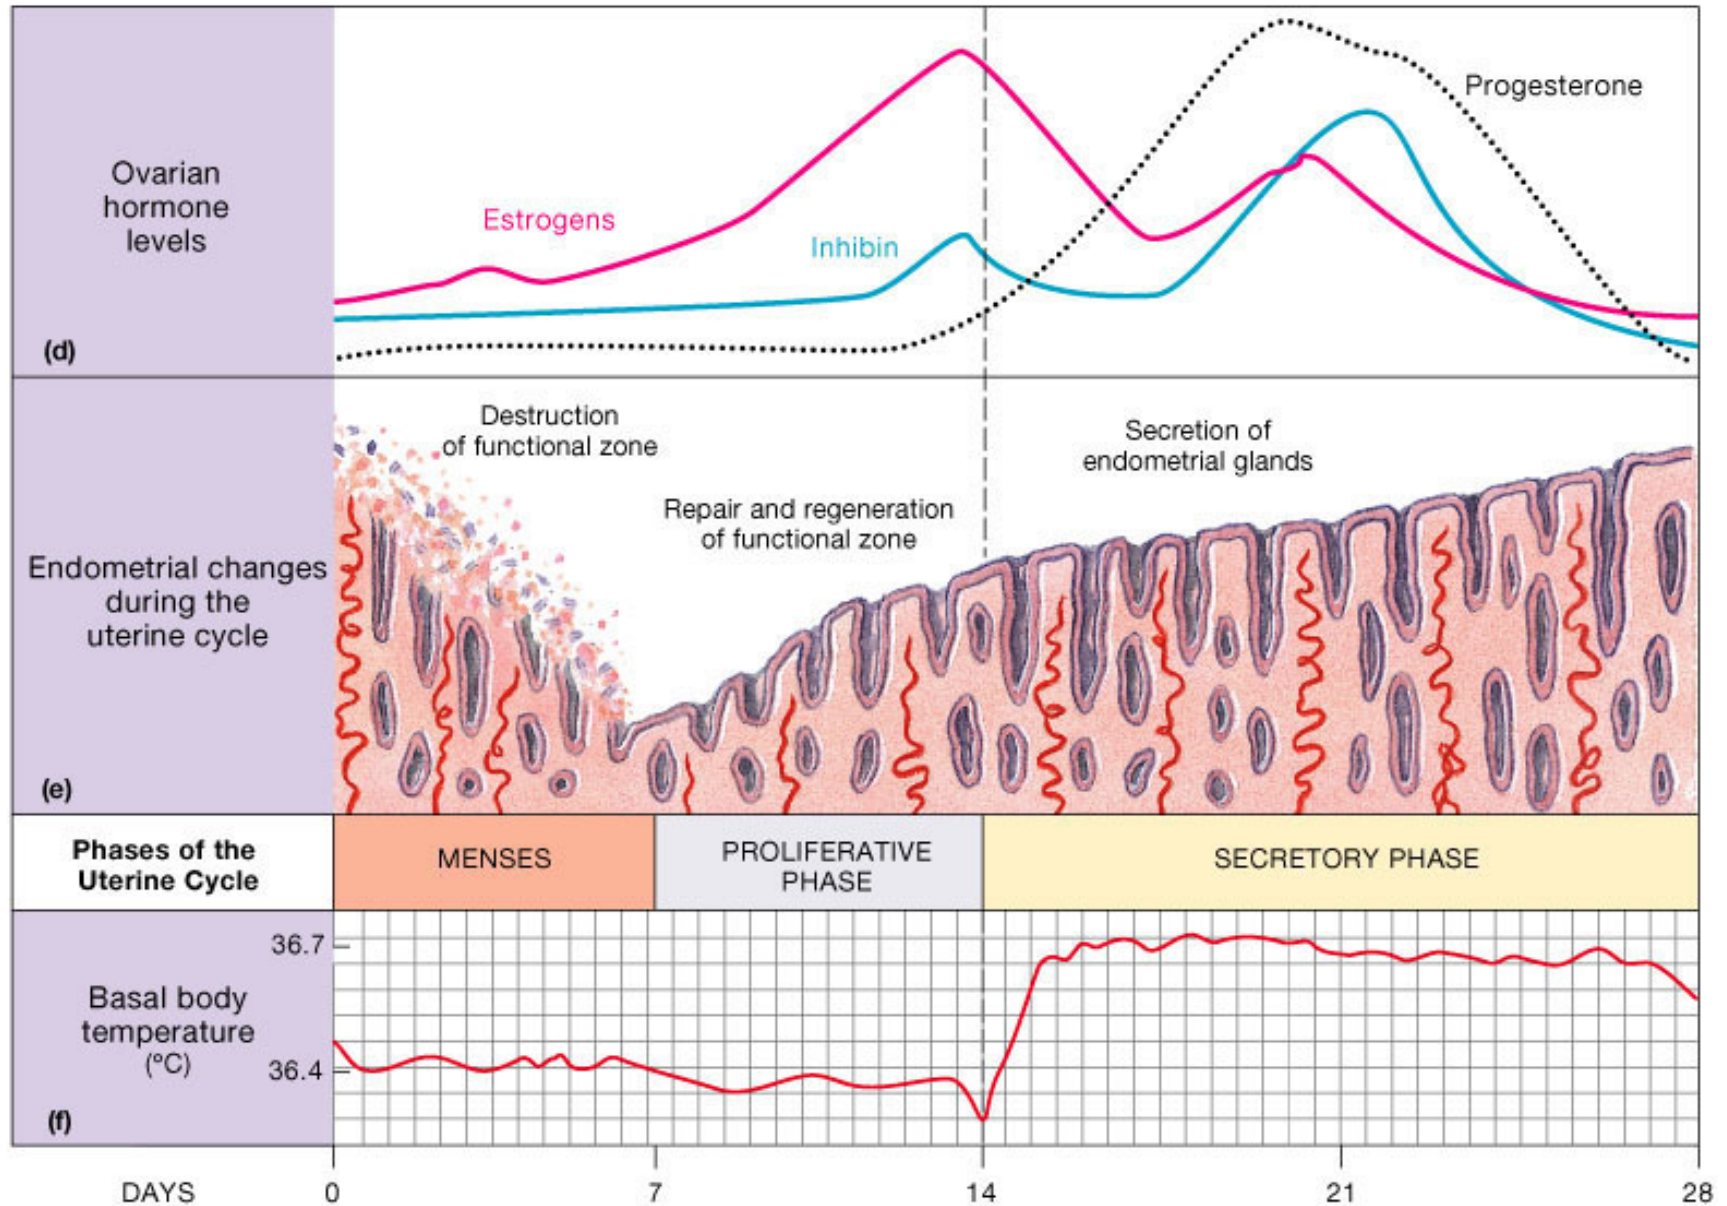 Ovarian
hormone
levels
(d)
Estrogens
Inhibin
Progesterone
Endometrial changes
during the
uterine cycle
(e)
Destruction
of functional zone
Repair and regeneration
of functional zone
Secretion of
endometrial glands
Phases of the
Uterine Cycle
MENSES
PROLIFERATIVE
PHASE
SECRETORY PHASE
Basal body
temperature
(°C)
(f)
36.7
36.4
DAYS 0 7 14 21 28